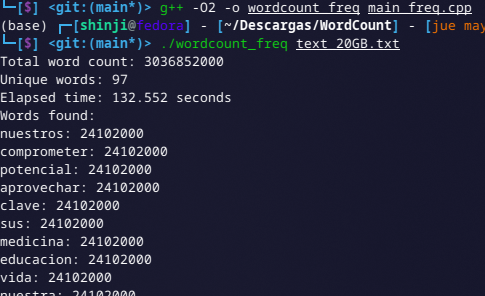 └─[$] <git:(main*)> g++ -O2 -o wordcount_freq main_freq.cpp
(base) ┌─[shinji@fedora] - [~/Descargas/WordCount] - [jue may
└─[$] <git:(main*)> ./wordcount_freq text_20GB.txt
Total word count: 3036852000
Unique words: 97
Elapsed time: 132.552 seconds
Words found:
nuestros: 24102000
comprometer: 24102000
potencial: 24102000
aprovechar: 24102000
clave: 24102000
sus: 24102000
medicina: 24102000
educacion: 24102000
vida: 24102000
nuestra: 24102000